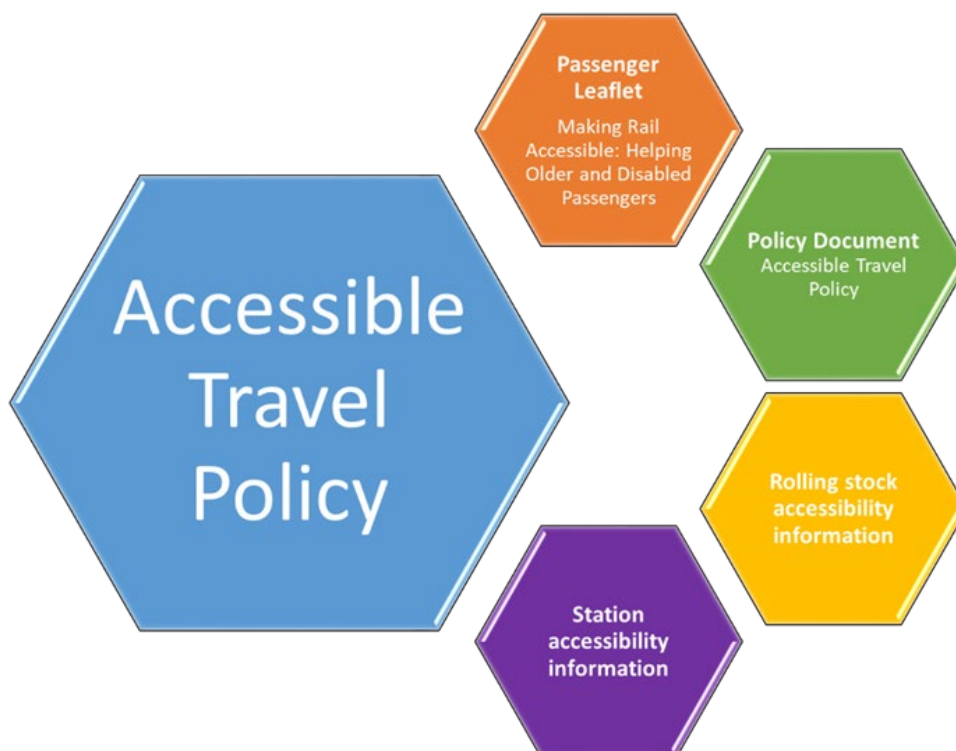 Accessible
Travel
Policy
Passenger
Leaflet
Making Rail
Accessible: Helping
Older and Disabled
Passengers
Policy Document
Accessible Travel
Policy
Rolling stock
accessibility
information
Station
accessibility
information